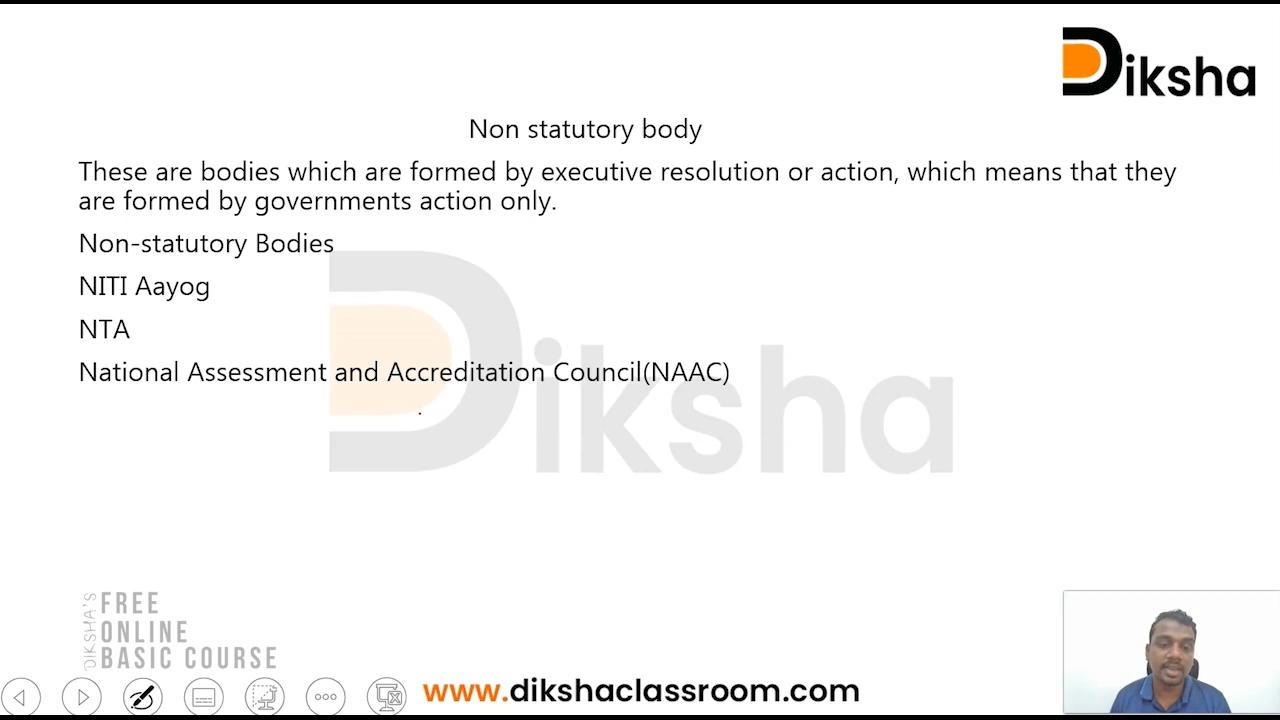 Diksha
Non statutory body
These are bodies which are formed by executive resolution or action, which means that they
are formed by governments action only.
Non-statutory Bodies
NITI Aayog
NTA
National Assessment and Accreditation Council(NAAC)
Diksha
DIKSHA'S
FREE
ONLINE
BASIC COURSE
www.dikshaclassroom.com